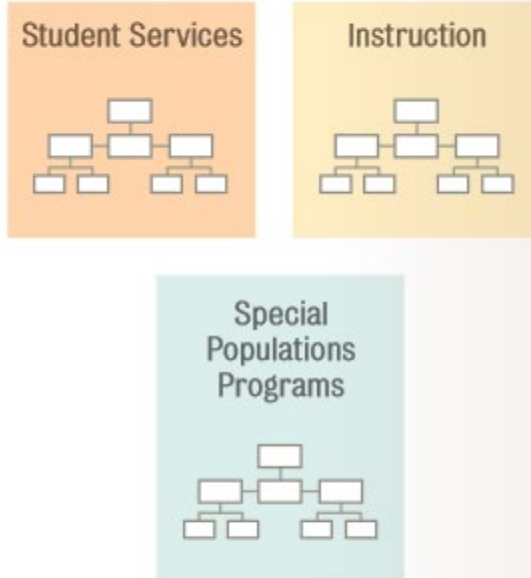 Student Services
Instruction
Special
Populations
Programs